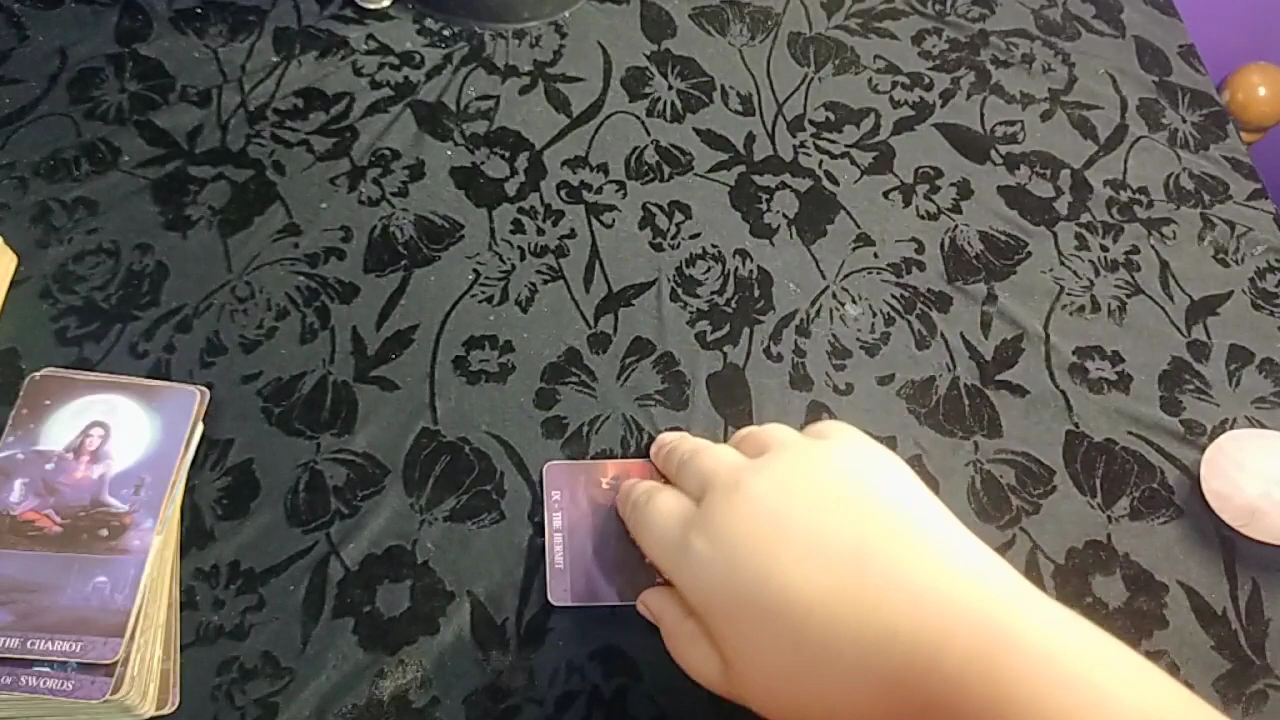 IX - THE HERMIT
THE CHARIOT
OF SWORDS